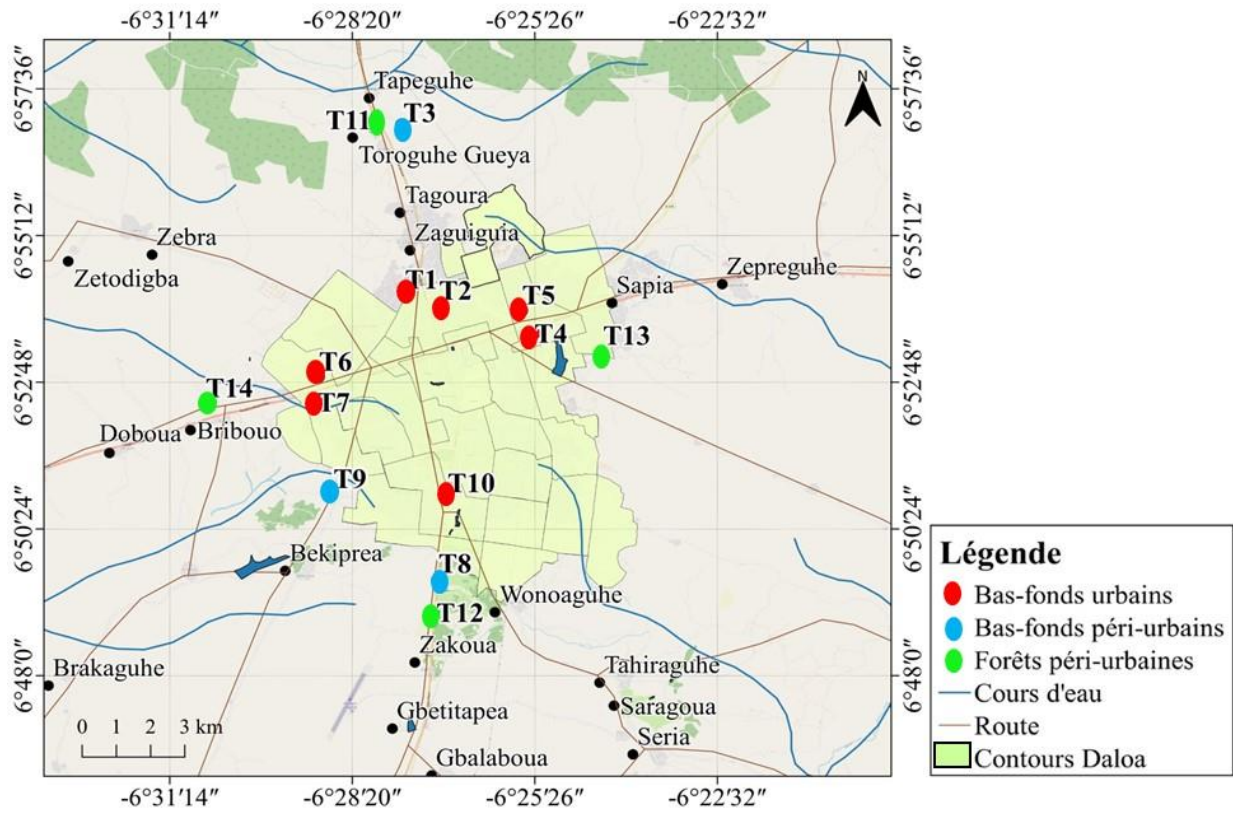 -6°31′14″ -6°28′20″ -6°25′26″ -6°22′32″
6°57′36″ 6°57′36″
N
Tapeguhe
T11 T3
Toroguhe Gueya
Tagoura
6°55′12″ 6°55′12″
Zebra Zaguiguia
Zetodigba Zepreguhe
Sapia
T1 T2 T5
T4 T13
T6
6°52′48″ 6°52′48″
T14 T7
Doboua Bribouo
T9 T10
6°50′24″ 6°50′24″
Bekiprea
T8
Wonoaguhe
T12
Zakoua
6°48′0″ 6°48′0″
Brakaguhe Tahiraguhe
Saragoua
Gbetitapea
0 1 2 3 km
Seria
Gbalaboua
-6°31′14″ -6°28′20″ -6°25′26″ -6°22′32″
Légende
Bas-fonds urbains
Bas-fonds péri-urbains
Forêts péri-urbaines
Cours d'eau
Route
Contours Daloa